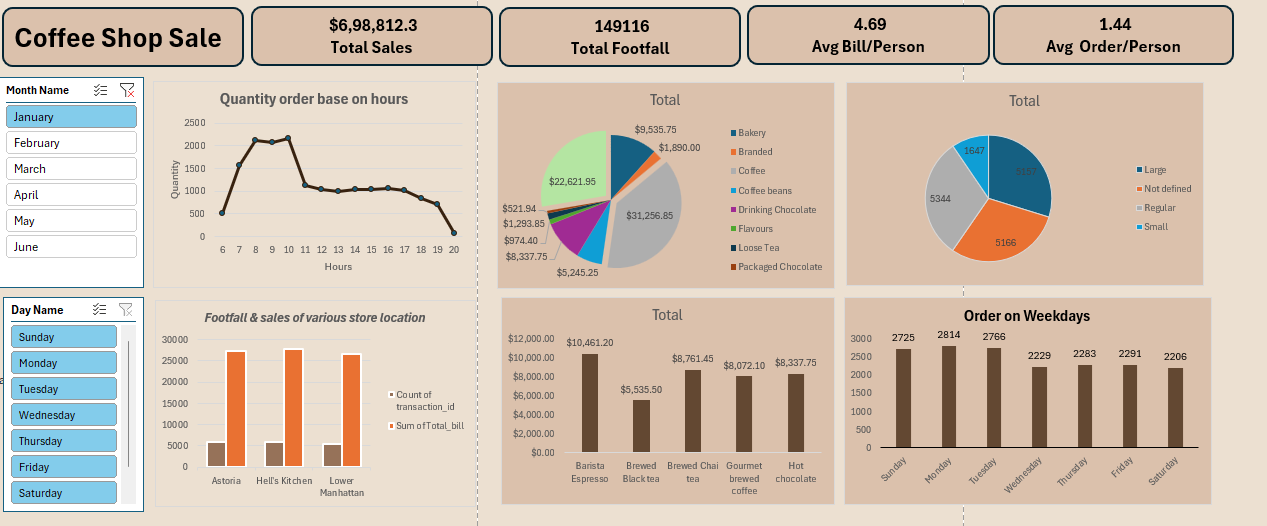 Coffee Shop Sale
$6,98,812.3
Total Sales
149116
Total Footfall
4.69
Avg Bill/Person
1.44
Avg Order/Person
Month Name
January
February
March
April
May
June
Quantity order base on hours
Quantity
2500
2000
1500
1000
500
0
6 7 8 9 10 11 12 13 14 15 16 17 18 19 20
Hours
Total
$9,535.75
$1,890.00
$31,256.85
$5,245.25
$8,337.75
$974.40
$1,293.85
$521.94
$22,621.95
Bakery
Branded
Coffee
Coffee beans
Drinking Chocolate
Flavours
Loose Tea
Packaged Chocolate
Total
5166
5344
1647
Large
Not defined
Regular
Small
Day Name
Sunday
Monday
Tuesday
Wednesday
Thursday
Friday
Saturday
Footfall & sales of various store location
30000
25000
20000
15000
10000
5000
0
Astoria
Hell's Kitchen
Lower
Manhattan
Count of
transaction_id
Sum of Total_bill
Total
$12,000.00
$10,000.00
$8,000.00
$6,000.00
$4,000.00
$2,000.00
$0.00
$10,461.20
$5,535.50
$8,761.45
$8,072.10
$8,337.75
Barista
Espresso
Brewed
Black tea
Brewed Chai
tea
Gourmet
brewed
coffee
Hot
chocolate
Order on Weekdays
3000
2500
2000
1500
1000
500
0
2725
2814
2766
2229
2283
2291
2206
Sunday
Monday
Tuesday
Wednesday
Thursday
Friday
Saturday